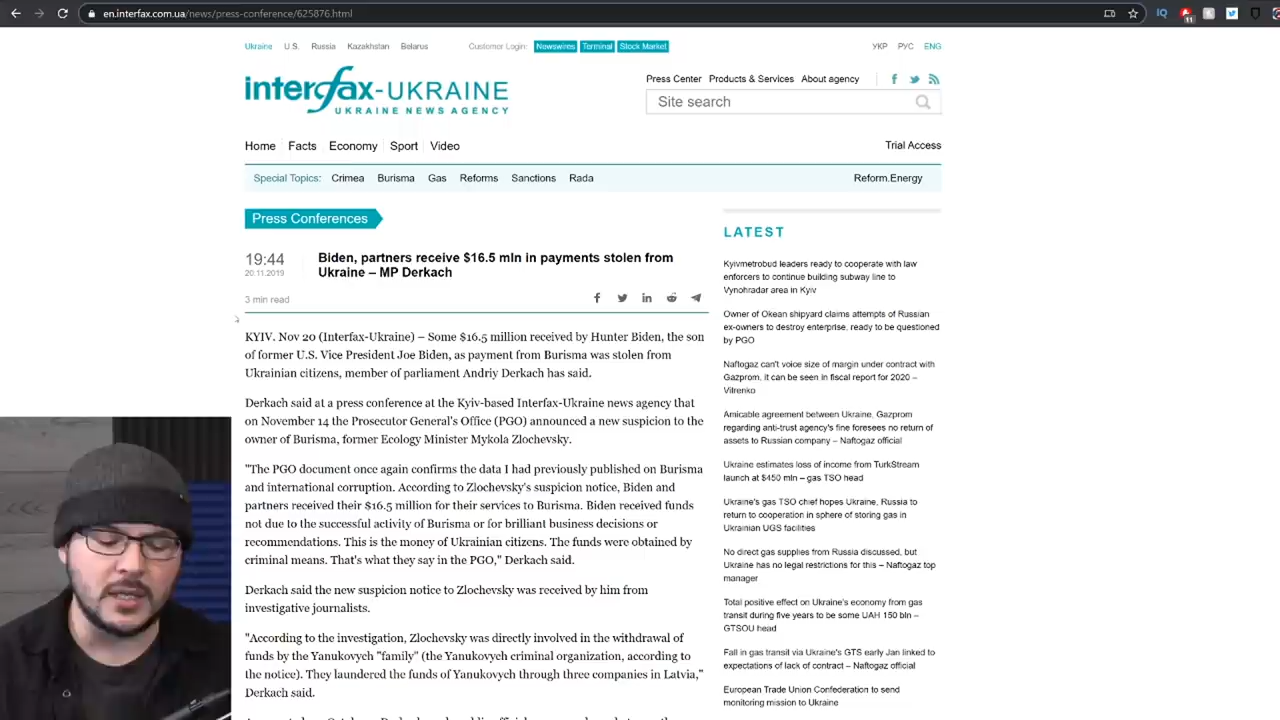 en.interfax.com.ua/news/press-conference/625876.html
11
Ukraine U.S. Russia Kazakhstan Belarus
Customer Login: Newswires Terminal Stock Market
УКР РУС ENG
interfax-UKRAINE
UKRAINE NEWS AGENCY
Press Center Products & Services About agency
Site search
Home Facts Economy Sport Video
Trial Access
Special Topics: Crimea Burisma Gas Reforms Sanctions Rada
Reform.Energy
Press Conferences
19:44
20.11.2019
Biden, partners receive $16.5 mln in payments stolen from
Ukraine – MP Derkach
3 min read
KYIV. Nov 20 (Interfax-Ukraine) – Some $16.5 million received by Hunter Biden, the son
of former U.S. Vice President Joe Biden, as payment from Burisma was stolen from
Ukrainian citizens, member of parliament Andriy Derkach has said.
Derkach said at a press conference at the Kyiv-based Interfax-Ukraine news agency that
on November 14 the Prosecutor General's Office (PGO) announced a new suspicion to the
owner of Burisma, former Ecology Minister Mykola Zlochevsky.
"The PGO document once again confirms the data I had previously published on Burisma
and international corruption. According to Zlochevsky's suspicion notice, Biden and
partners received their $16.5 million for their services to Burisma. Biden received funds
not due to the successful activity of Burisma or for brilliant business decisions or
recommendations. This is the money of Ukrainian citizens. The funds were obtained by
criminal means. That's what they say in the PGO," Derkach said.
Derkach said the new suspicion notice to Zlochevsky was received by him from
investigative journalists.
"According to the investigation, Zlochevsky was directly involved in the withdrawal of
funds by the Yanukovych "family" (the Yanukovych criminal organization, according to
the notice). They laundered the funds of Yanukovych through three companies in Latvia,"
Derkach said.
LATEST
Kyivmetrobud leaders ready to cooperate with law
enforcers to continue building subway line to
Vynohradar area in Kyiv
Owner of Okean shipyard claims attempts of Russian
ex-owners to destroy enterprise, ready to be questioned
by PGO
Naftogaz can't voice size of margin under contract with
Gazprom, it can be seen in fiscal report for 2020 –
Vitrenko
Amicable agreement between Ukraine, Gazprom
regarding anti-trust agency's fine foresees no return of
assets to Russian company – Naftogaz official
Ukraine estimates loss of income from TurkStream
launch at $450 mln – gas TSO head
Ukraine's gas TSO chief hopes Ukraine, Russia to
return to cooperation in sphere of storing gas in
Ukrainian UGS facilities
No direct gas supplies from Russia discussed, but
Ukraine has no legal restrictions for this – Naftogaz top
manager
Total positive effect on Ukraine's economy from gas
transit during five years to be some UAH 150 bln –
GTSOU head
Fall in gas transit via Ukraine's GTS early Jan linked to
expectations of lack of contract – Naftogaz official
European Trade Union Confederation to send
monitoring mission to Ukraine